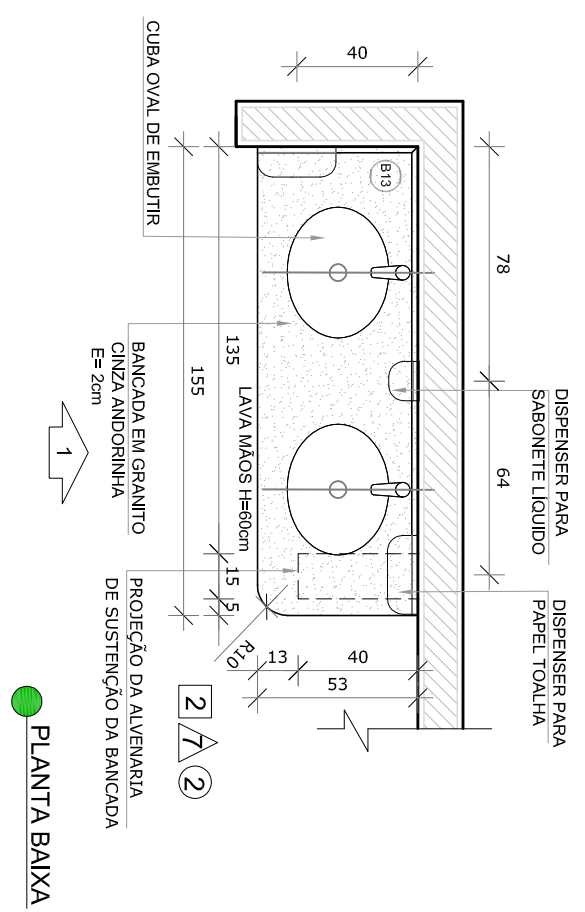 CUBA OVAL DE EMBUTIR
40
B13
78
64
135
155
15
5
BANCADA EM GRANITO
CINZA ANDORINHA
E= 2cm
LAVA MÃOS H=60cm
DISPENSER PARA
SABONETE LÍQUIDO
DISPENSER PARA
PAPEL TOALHA
PROJEÇÃO DA ALVENARIA
DE SUSTENÇÃO DA BANCADA
R10
13
40
53
1
2
7
2
PLANTA BAIXA